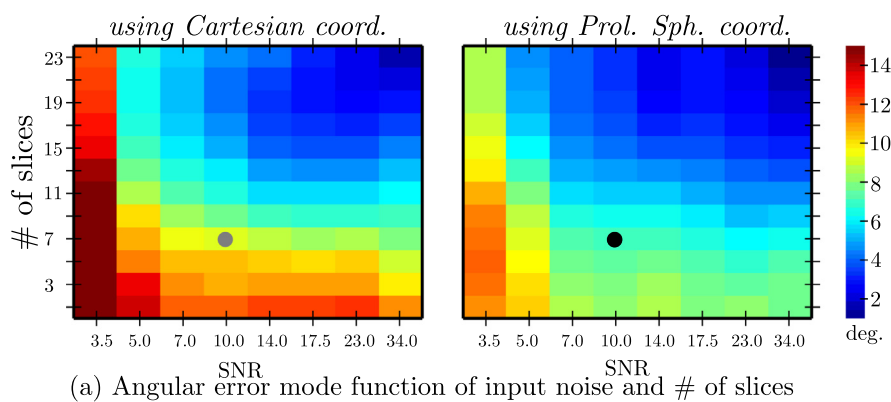 using Cartesian coord.
using Prol. Sph. coord.
# of slices
23
19
15
11
7
3
3.5 5.0 7.0 10.0 14.0 17.5 23.0 34.0
SNR
3.5 5.0 7.0 10.0 14.0 17.5 23.0 34.0
SNR
14
12
10
8
6
4
2
deg.
(a) Angular error mode function of input noise and # of slices